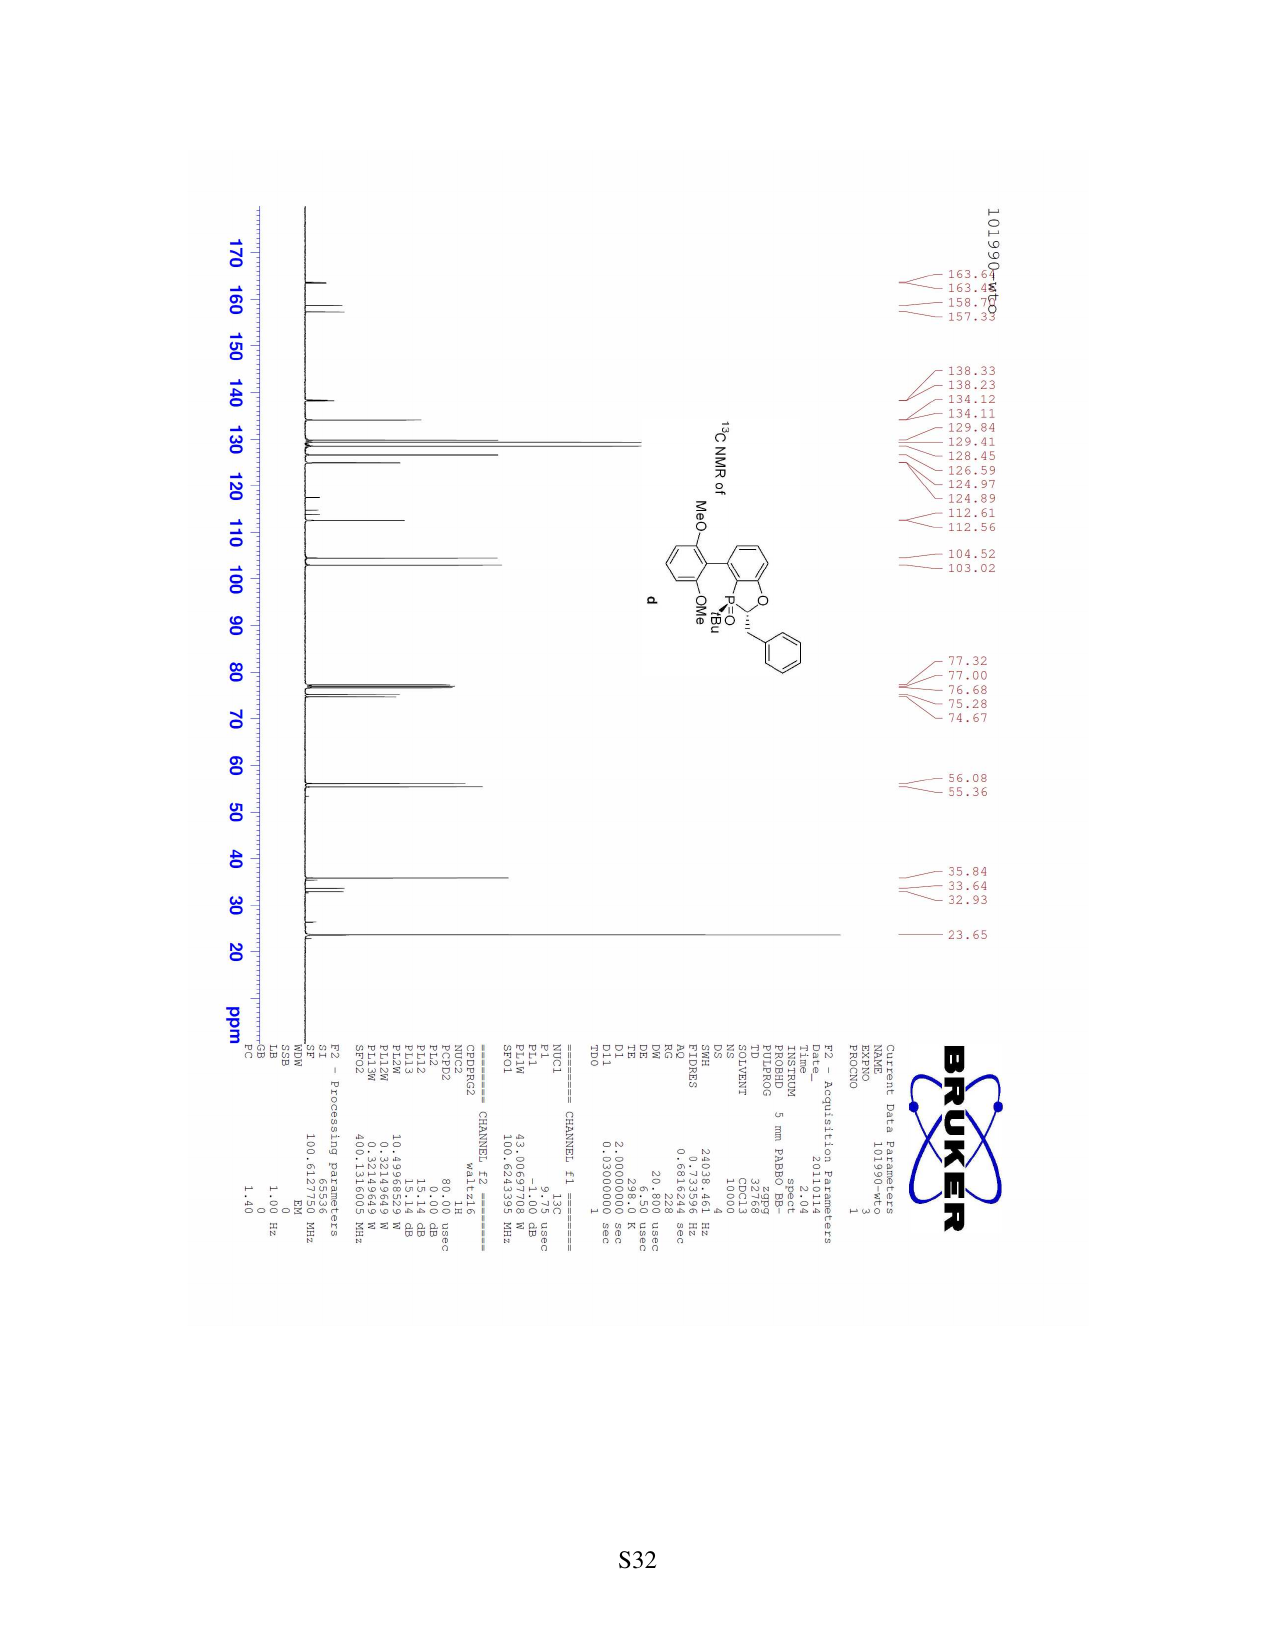 101990-wto
163.64
163.4
158.7
157.33
138.33
138.23
134.12
134.11
129.84
129.41
128.45
126.59
124.97
124.89
112.61
112.56
104.52
103.02
77.32
77.00
76.68
75.28
74.67
56.08
55.36
35.84
33.64
32.93
23.65
13C NMR of
MeO
OMe
P=O
tBu
O
d
170 160 150 140 130 120 110 100 90 80 70 60 50 40 30 20 ppm
BRUKER
Current Data Parameters
NAME 101990-wto
EXPNO 3
PROCNO 1
F2 - Acquisition Parameters
Date_ 20110114
Time 2.04
INSTRUM spect
PROBHD 5 mm PABBO BB-
PULPROG zgpg
TD 32768
SOLVENT CDCl3
NS 10000
DS 4
SWH 24038.461 Hz
FIDRES 0.733596 Hz
AQ 0.6816244 sec
RG 228
DW 20.800 usec
DE 6.50 usec
TE 298.0 K
D1 2.00000000 sec
D11 0.03000000 sec
TD0 1
======== CHANNEL f1 ========
NUC1 13C
P1 9.75 usec
PL1 -1.00 dB
PL1W 43.00697708 W
SFO1 100.6243395 MHz
======== CHANNEL f2 ========
CPDPRG2 waltz16
NUC2 1H
PCPD2 80.00 usec
PL2 0.00 dB
PL12 15.14 dB
PL13 15.14 dB
PL2W 10.49968529 W
PL12W 0.32149649 W
PL13W 0.32149649 W
SFO2 400.1316005 MHz
F2 - Processing parameters
SI 65536
SF 100.6127750 MHz
WDW EM
SSB 0
LB 1.00 Hz
GB 0
PC 1.40
S32